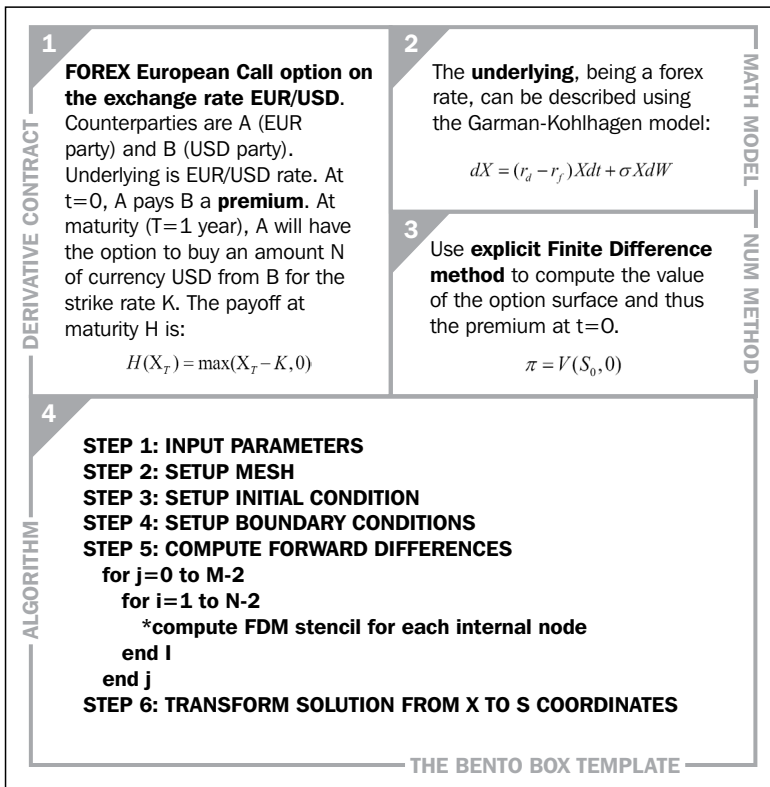 1
FOREX European Call option on
the exchange rate EUR/USD.
Counterparties are A (EUR
party) and B (USD party).
Underlying is EUR/USD rate. At
t=0, A pays B a premium. At
maturity (T=1 year), A will have
the option to buy an amount N
of currency USD from B for the
strike rate K. The payoff at
maturity H is:
H(X_T) = max(X_T − K, 0)
DERIVATIVE CONTRACT
2
The underlying, being a forex
rate, can be described using
the Garman-Kohlhagen model:
dX = (r_d − r_f)Xdt + σXdW
MATH MODEL
3
Use explicit Finite Difference
method to compute the value
of the option surface and thus
the premium at t=0.
π = V(S_0, 0)
NUM METHOD
4
STEP 1: INPUT PARAMETERS
STEP 2: SETUP MESH
STEP 3: SETUP INITIAL CONDITION
STEP 4: SETUP BOUNDARY CONDITIONS
STEP 5: COMPUTE FORWARD DIFFERENCES
for j=0 to M-2
for i=1 to N-2
*compute FDM stencil for each internal node
end I
end j
STEP 6: TRANSFORM SOLUTION FROM X TO S COORDINATES
ALGORITHM
THE BENTO BOX TEMPLATE